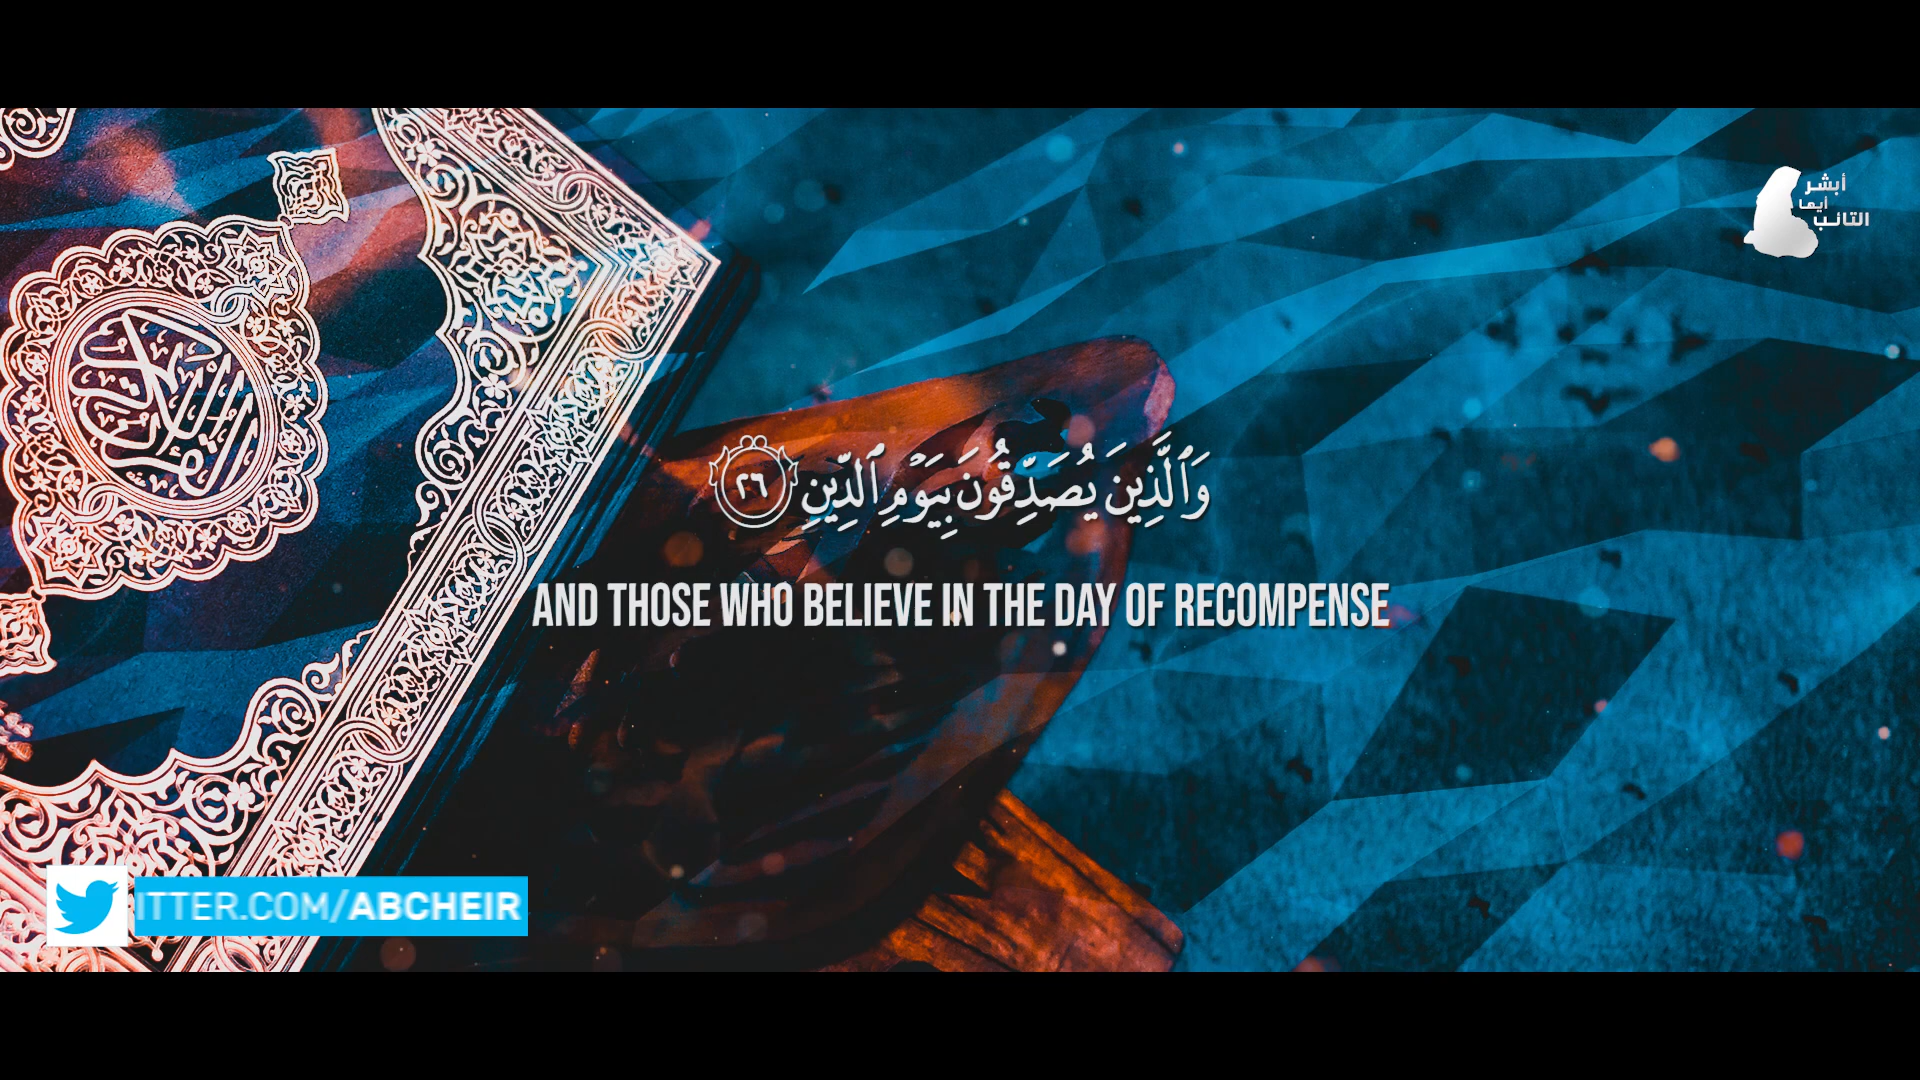 أبشر
أيها
التائب
وَٱلَّذِينَ يُصَدِّقُونَ بِيَوْمِ ٱلدِّينِ ٢٦
AND THOSE WHO BELIEVE IN THE DAY OF RECOMPENSE
ITTER.COM/ABCHEIR